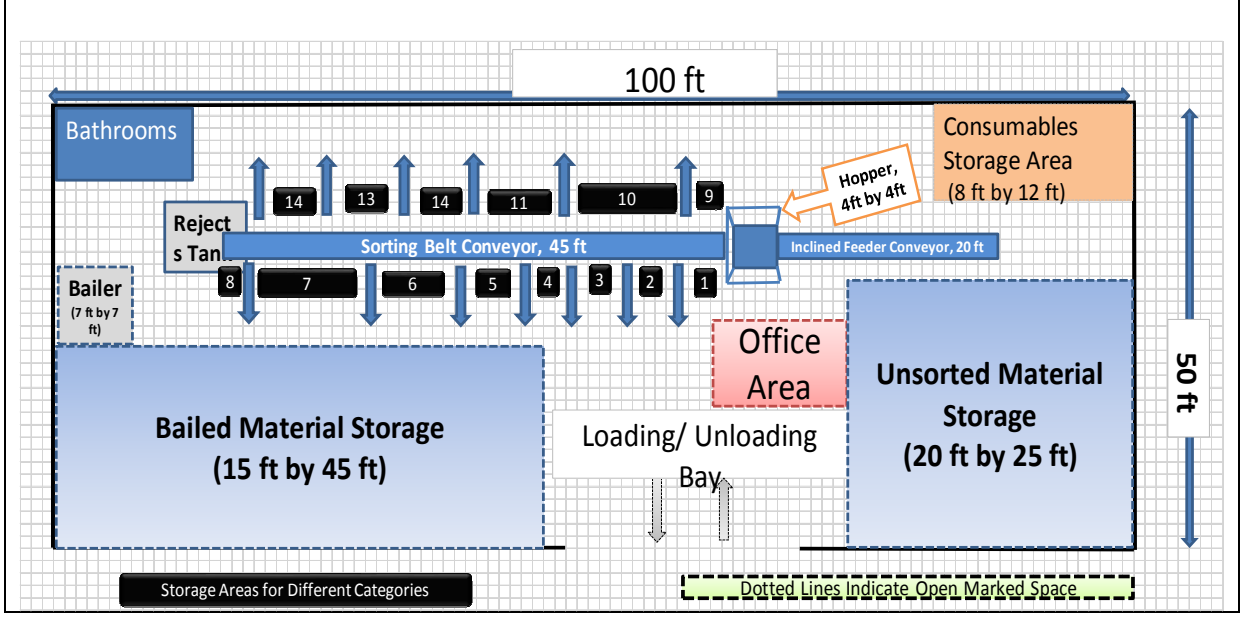 100 ft
Bathrooms
Consumables
Storage Area
(8 ft by 12 ft)
Hopper,
4ft by 4ft
14
13
14
11
10
9
Reject
s Tank
Sorting Belt Conveyor, 45 ft
Inclined Feeder Conveyor, 20 ft
8
7
6
5
4
3
2
1
Bailer
(7 ft by 7
ft)
Office
Area
50 ft
Unsorted Material
Storage
(20 ft by 25 ft)
Bailed Material Storage
(15 ft by 45 ft)
Loading/ Unloading
Bay
Storage Areas for Different Categories
Dotted Lines Indicate Open Marked Space